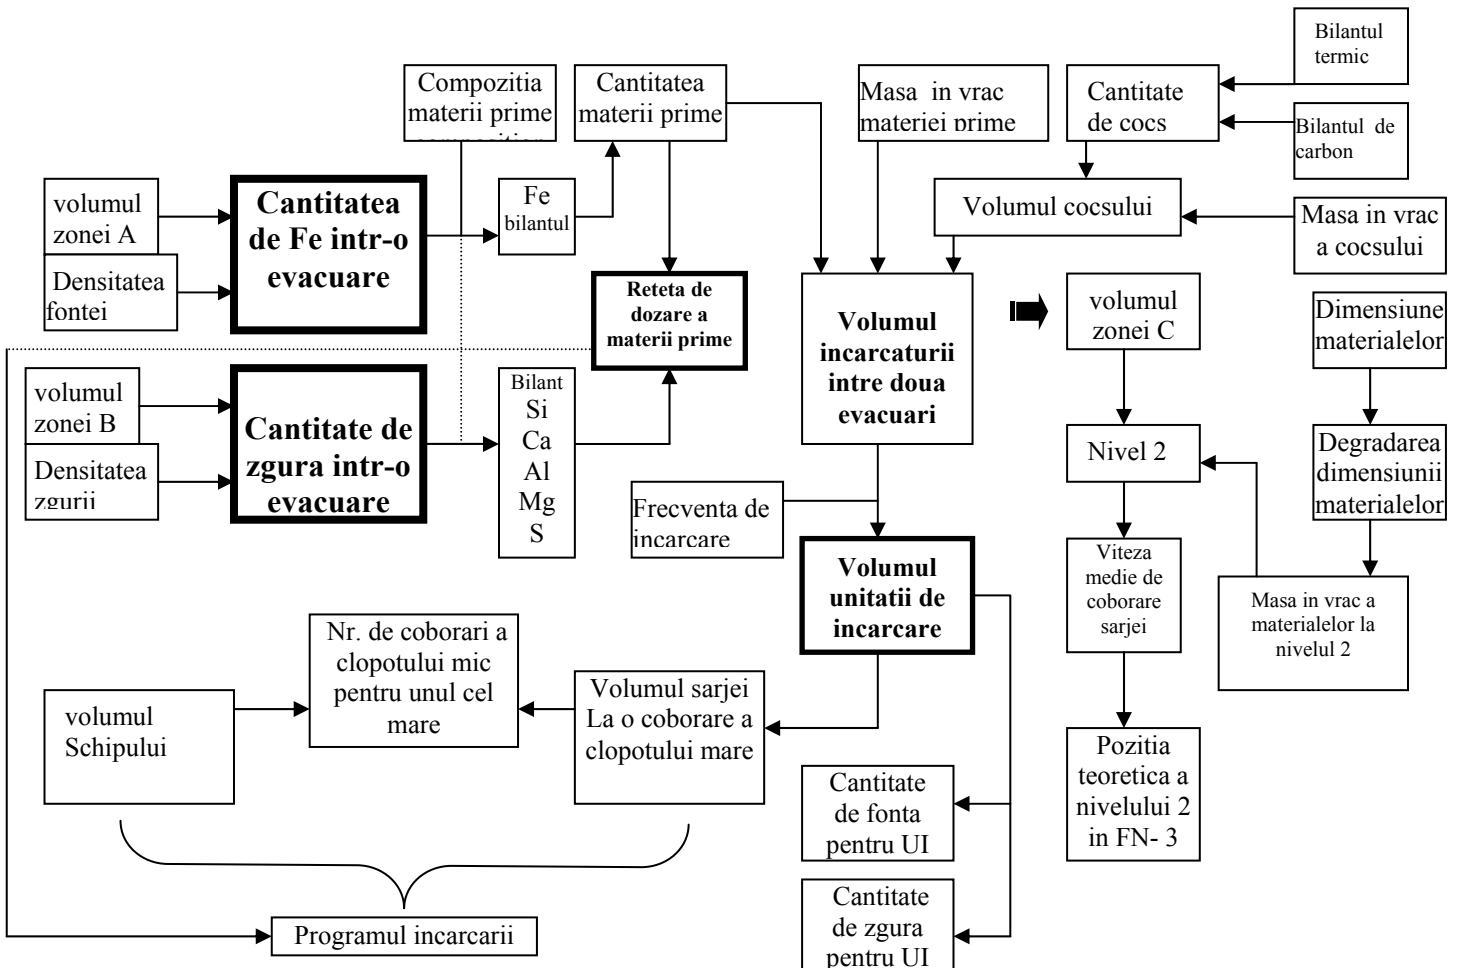 Bilantul
termic
Compozitia
materii prime
Cantitatea
materii prime
Masa in vrac
materiei prime
Cantitate
de cocs
Bilantul de
carbon
volumul
zonei A
Cantitatea
de Fe intr-o
evacuare
Fe
bilantul
Volumul cocsului
Masa in vrac
a cocsului
Densitatea
fontei
Reteta de
dozare a
materii prime
Volumul
incarcaturii
intre doua
evacuari
volumul
zonei C
Dimensiune
materialelor
volumul
zonei B
Cantitate de
zgura intr-o
evacuare
Bilant
Si
Ca
Al
Mg
S
Nivel 2
Degradarea
dimensiunii
materialelor
Densitatea
zgurii
Frecventa de
incarcare
Volumul
unitatii de
incarcare
Viteza
medie de
coborare
sarjei
Masa in vrac a
materialelor la
nivelul 2
Nr. de coborari a
clopotului mic
pentru unul cel
mare
volumul
Schipului
Volumul sarjei
La o coborare a
clopotului mare
Cantitate
de fonta
pentru UI
Pozitia
teoretica a
nivelului 2
in FN- 3
Cantitate
de zgura
pentru UI
Programul incarcarii